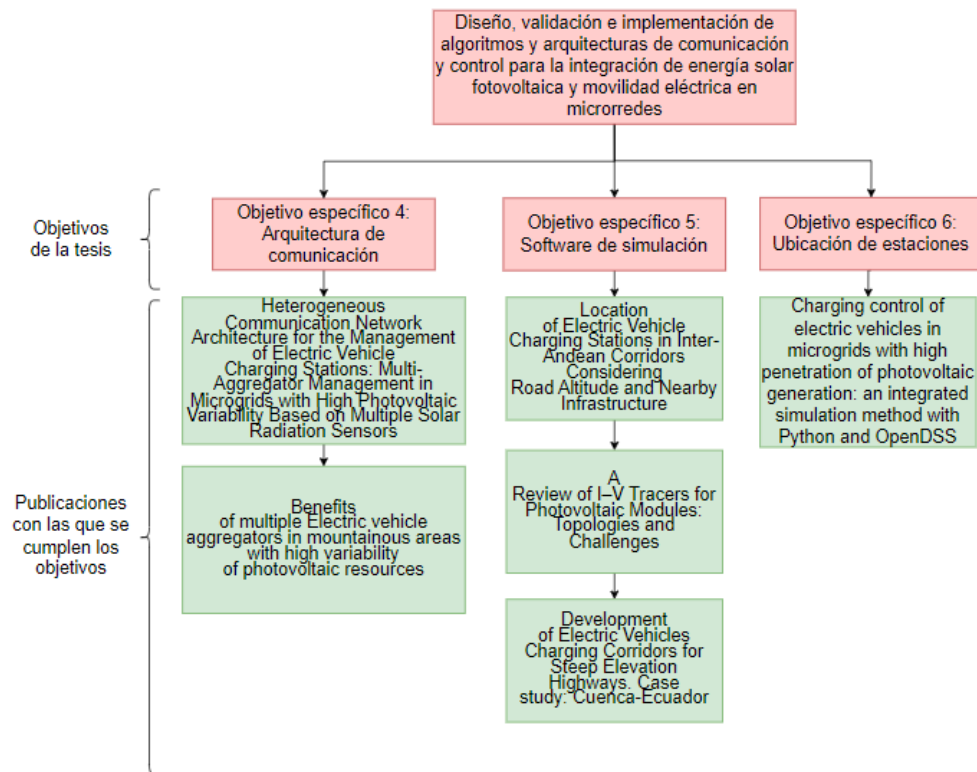 Diseño, validación e implementación de
algoritmos y arquitecturas de comunicación
y control para la integración de energía solar
fotovoltaica y movilidad eléctrica en
microrredes
Objetivos
de la tesis
Objetivo específico 4:
Arquitectura de
comunicación
Objetivo específico 5:
Software de simulación
Objetivo específico 6:
Ubicación de estaciones
Publicaciones
con las que se
cumplen los
objetivos
Heterogeneous
Communication Network
Architecture for the Management
of Electric Vehicle
Charging Stations: Multi-
Aggregator Management in
Microgrids with High Photovoltaic
Variability Based on Multiple Solar
Radiation Sensors
Benefits
of multiple Electric vehicle
aggregators in mountainous areas
with high variability
of photovoltaic resources
Location
of Electric Vehicle
Charging Stations in Inter-
Andean Corridors
Considering
Road Altitude and Nearby
Infrastructure
A
Review of I–V Tracers for
Photovoltaic Modules:
Topologies and
Challenges
Development
of Electric Vehicles
Charging Corridors for
Steep Elevation
Highways. Case
study: Cuenca-Ecuador
Charging control of
electric vehicles in
microgrids with high
penetration of photovoltaic
generation: an integrated
simulation method with
Python and OpenDSS